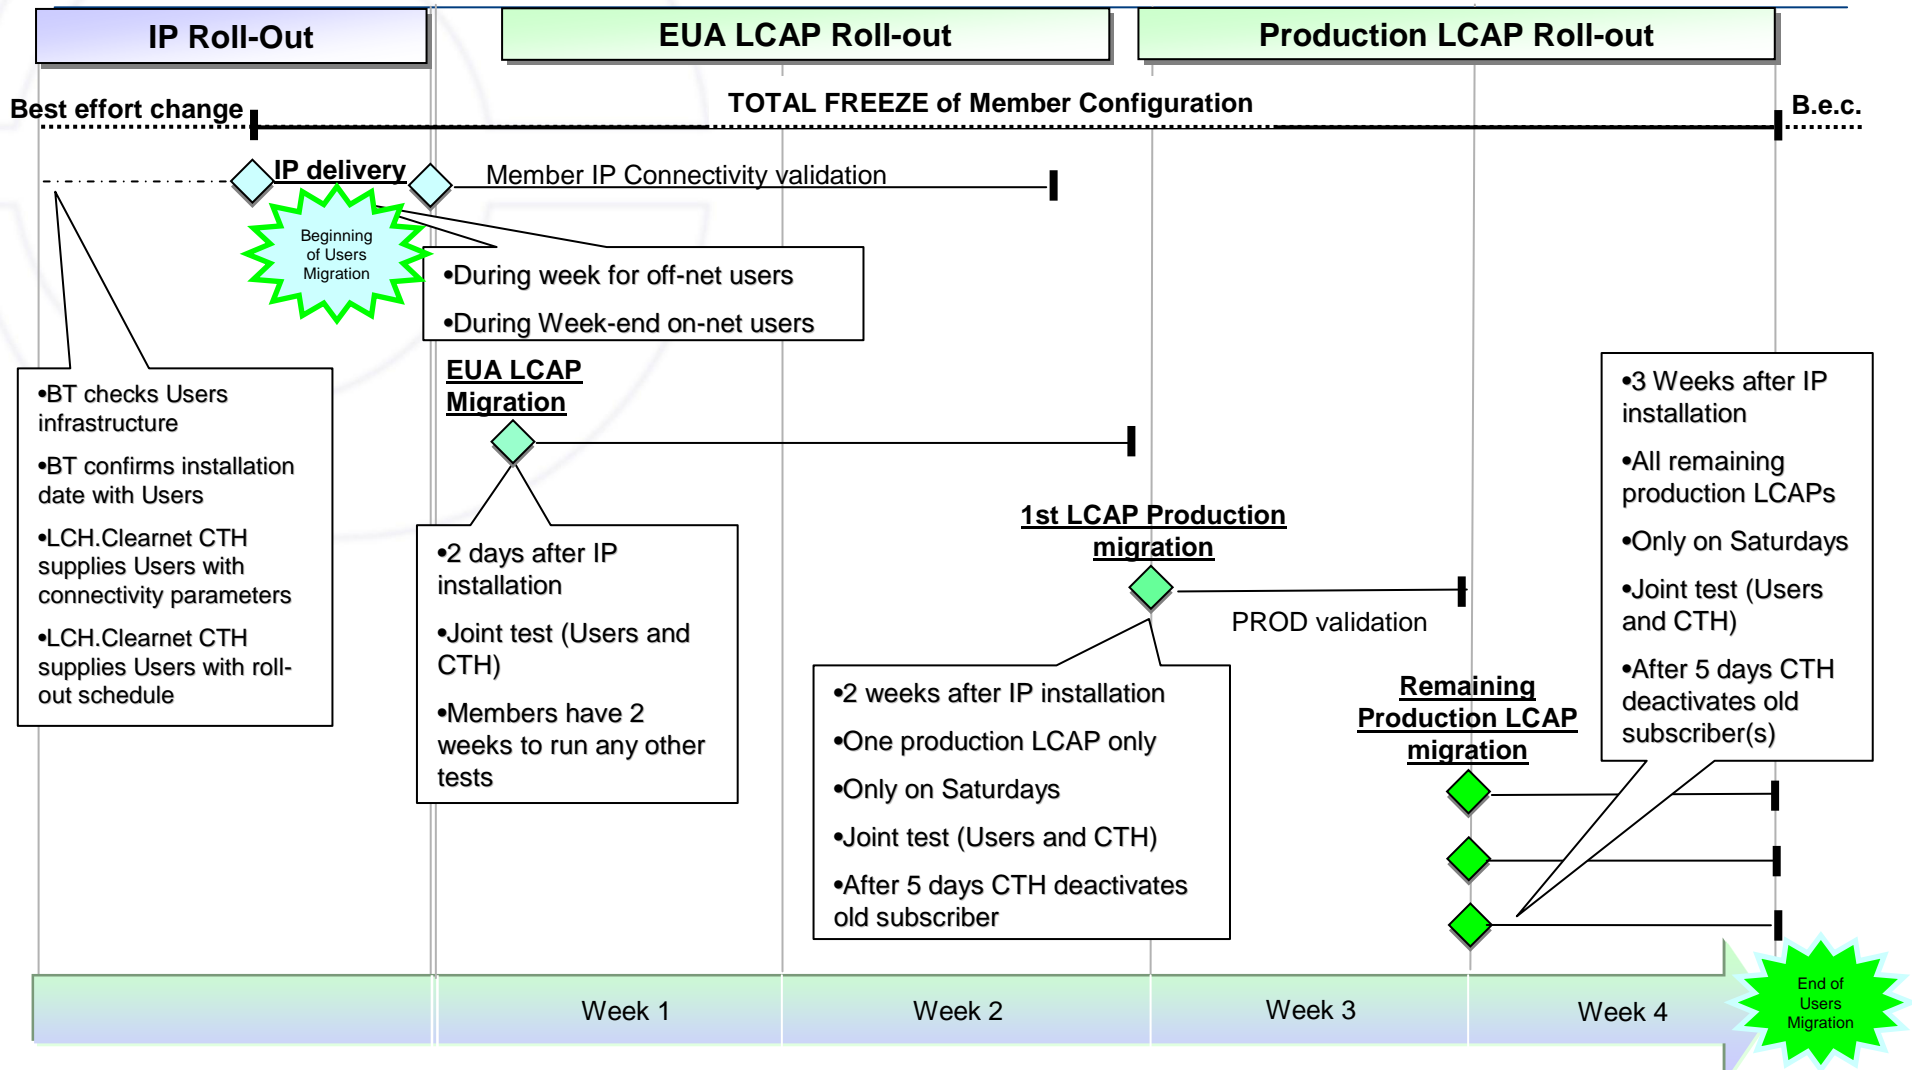 IP Roll-Out
EUA LCAP Roll-out
Production LCAP Roll-out
Best effort change
TOTAL FREEZE of Member Configuration
B.e.c.
IP delivery
Member IP Connectivity validation
Beginning
of Users
Migration
•During week for off-net users
•During Week-end on-net users
•BT checks Users
infrastructure
•BT confirms installation
date with Users
•LCH.Clearnet CTH
supplies Users with
connectivity parameters
•LCH.Clearnet CTH
supplies Users with roll-
out schedule
EUA LCAP
Migration
•2 days after IP
installation
•Joint test (Users and
CTH)
•Members have 2
weeks to run any other
tests
1st LCAP Production
migration
PROD validation
•2 weeks after IP installation
•One production LCAP only
•Only on Saturdays
•Joint test (Users and CTH)
•After 5 days CTH deactivates
old subscriber
Remaining
Production LCAP
migration
•3 Weeks after IP
installation
•All remaining
production LCAPs
•Only on Saturdays
•Joint test (Users
and CTH)
•After 5 days CTH
deactivates old
subscriber(s)
Week 1
Week 2
Week 3
Week 4
End of
Users
Migration